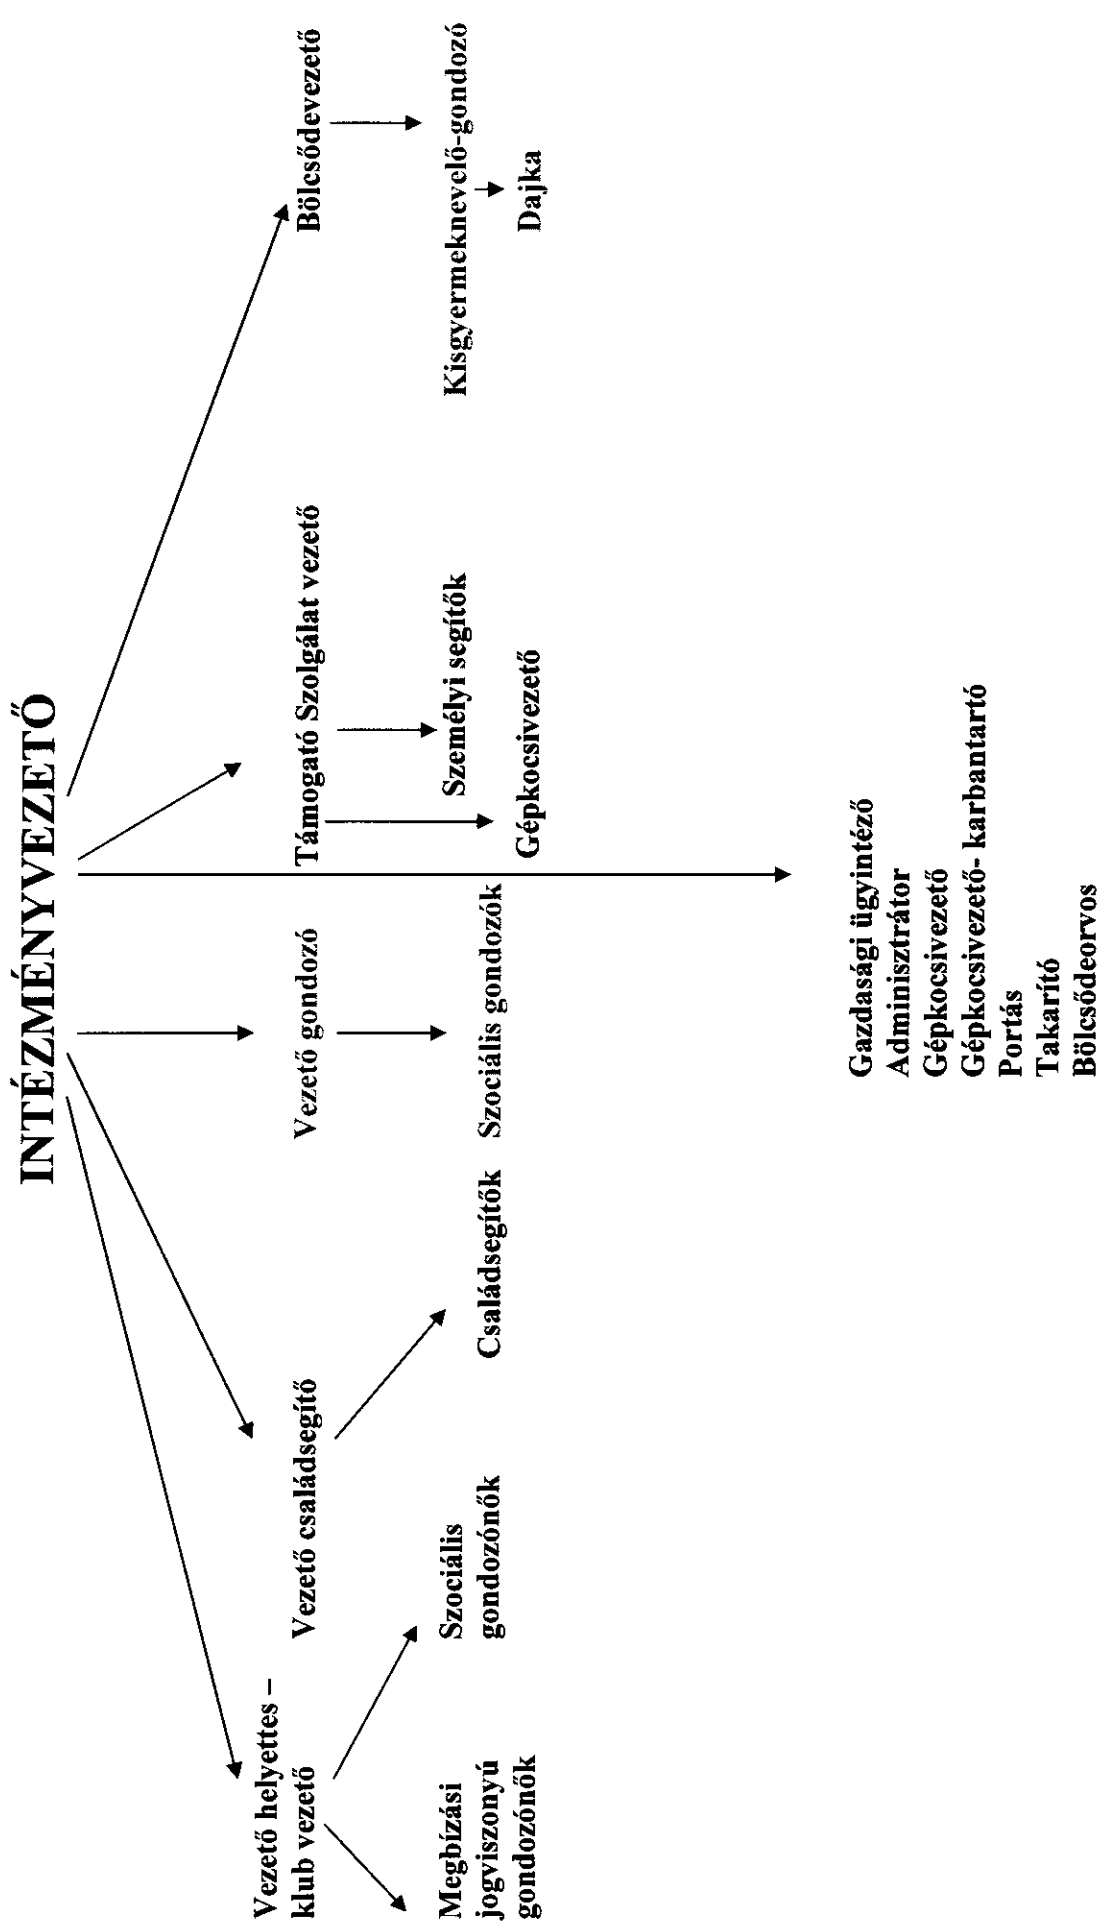 INTÉZMÉNYVEZETŐ
Vezető helyettes –
klub vezető
Vezető családsegítő
Vezető gondozó
Támogató Szolgálat vezető
Bölcsődevezető
Megbízási
jogviszonyú
gondozónők
Szociális
gondozónők
Családsegítők
Szociális gondozók
Személyi segítők
Gépkocsivezető
Kisgyermeknevelő-gondozó
Dajka
Gazdasági ügyintéző
Adminisztrátor
Gépkocsivezető
Gépkocsivezető- karbantartó
Portás
Takarító
Bölcsődeorvos